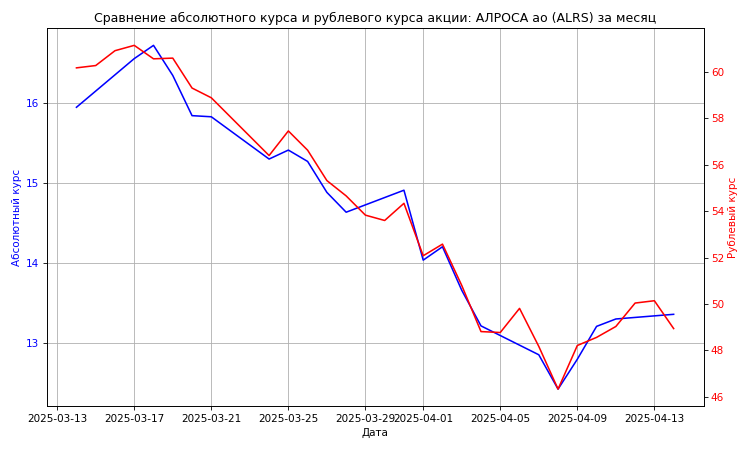 Сравнение абсолютного курса и рублевого курса акции: АЛРОСА ао (ALRS) за месяц
Абсолютный курс
16
15
14
13
60
58
56
54
52
50
48
46
Рублевый курс
2025-03-13 2025-03-17 2025-03-21 2025-03-25 2025-03-29 2025-04-01 2025-04-05 2025-04-09 2025-04-13
Дата